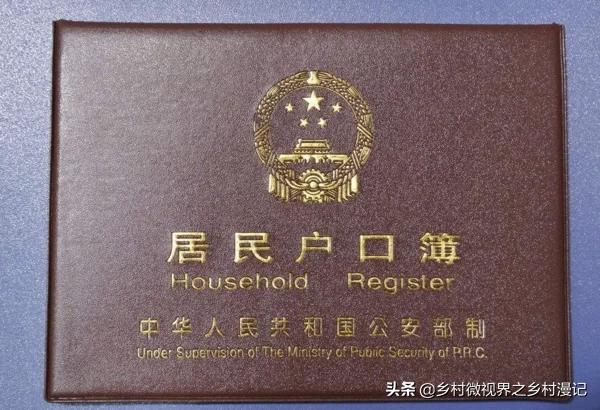 居民户口簿
Household Register
中华人民共和国公安部制
Under Supervision of The Ministry of Public Security of P.R.C.
头条 @乡村微视界之乡村漫记